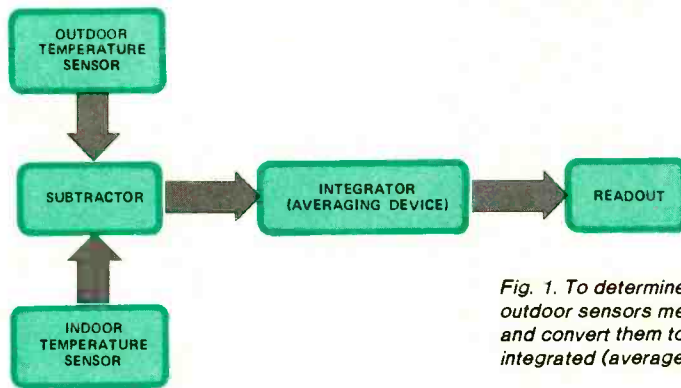 OUTDOOR
TEMPERATURE
SENSOR
SUBTRACTOR
INTEGRATOR
(AVERAGING DEVICE)
READOUT
INDOOR
TEMPERATURE
SENSOR
Fig. 1. To determine
outdoor sensors me
and convert them to
integrated (average